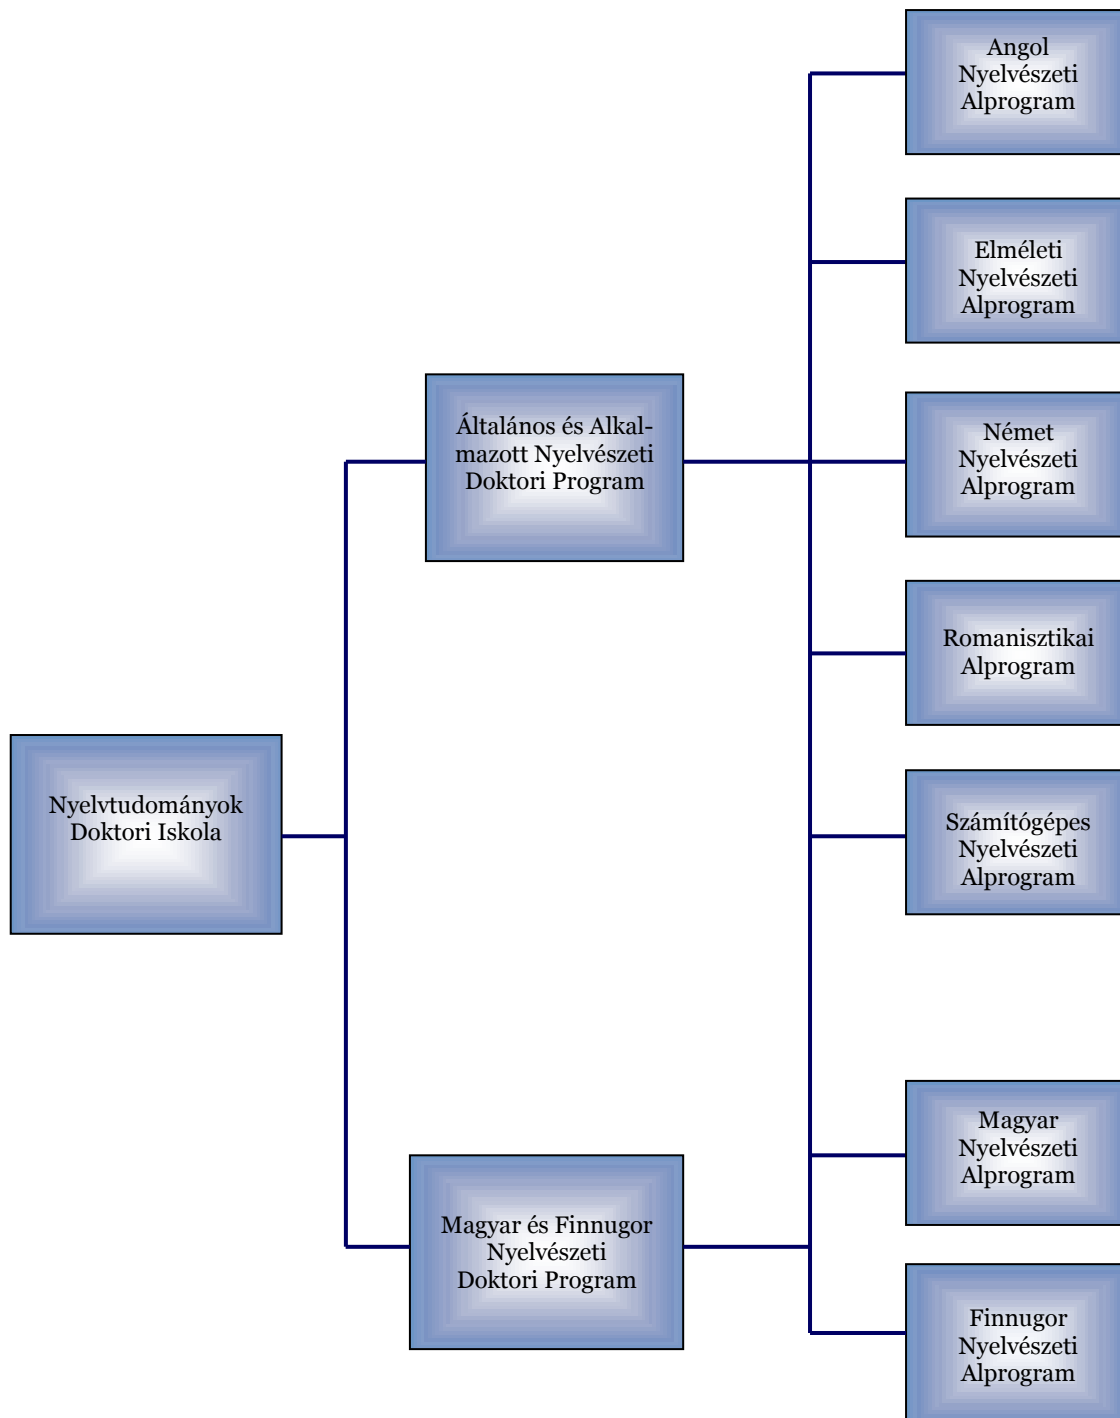 Nyelvtudományok
Doktori Iskola
Általános és Alkal-
mazott Nyelvészeti
Doktori Program
Magyar és Finnugor
Nyelvészeti
Doktori Program
Angol
Nyelvészeti
Alprogram
Elméleti
Nyelvészeti
Alprogram
Német
Nyelvészeti
Alprogram
Romanisztikai
Alprogram
Számítógépes
Nyelvészeti
Alprogram
Magyar
Nyelvészeti
Alprogram
Finnugor
Nyelvészeti
Alprogram